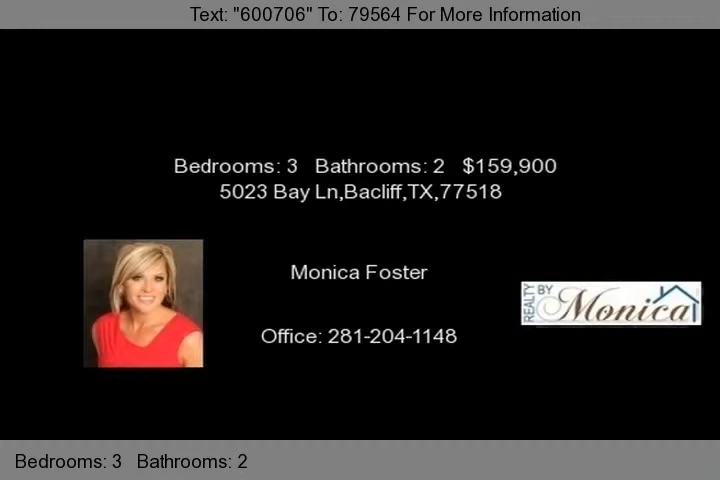 Text: "600706" To: 79564 For More Information
Bedrooms: 3 Bathrooms: 2 $159,900
5023 Bay Ln,Bacliff,TX,77518
Monica Foster
REALTY BY Monica
Office: 281-204-1148
Bedrooms: 3 Bathrooms: 2